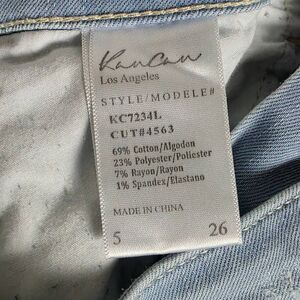 KanCan
Los Angeles
STYLE/MODELE#
KC7234L
CUT#4563
69% Cotton/Algodon
23% Polyester/Poliester
7% Rayon/Rayon
1% Spandex/Elastano
MADE IN CHINA
5 26